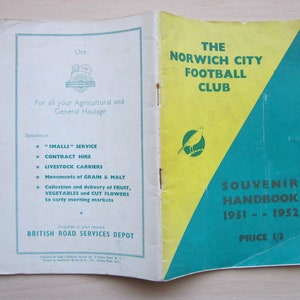 Use
For all your Agricultural and
General Haulage
Specialists in :
★ "SMALLS" SERVICE
★ CONTRACT HIRE
★ LIVESTOCK CARRIERS
★ Movements of GRAIN & MALT
★ Collection and delivery of FRUIT,
VEGETABLES and CUT FLOWERS
to early morning markets
BRITISH ROAD SERVICES DEPOT
THE
NORWICH CITY
FOOTBALL
CLUB
SOUVENIR
HANDBOOK
1951 - - 1952
PRICE 1/3